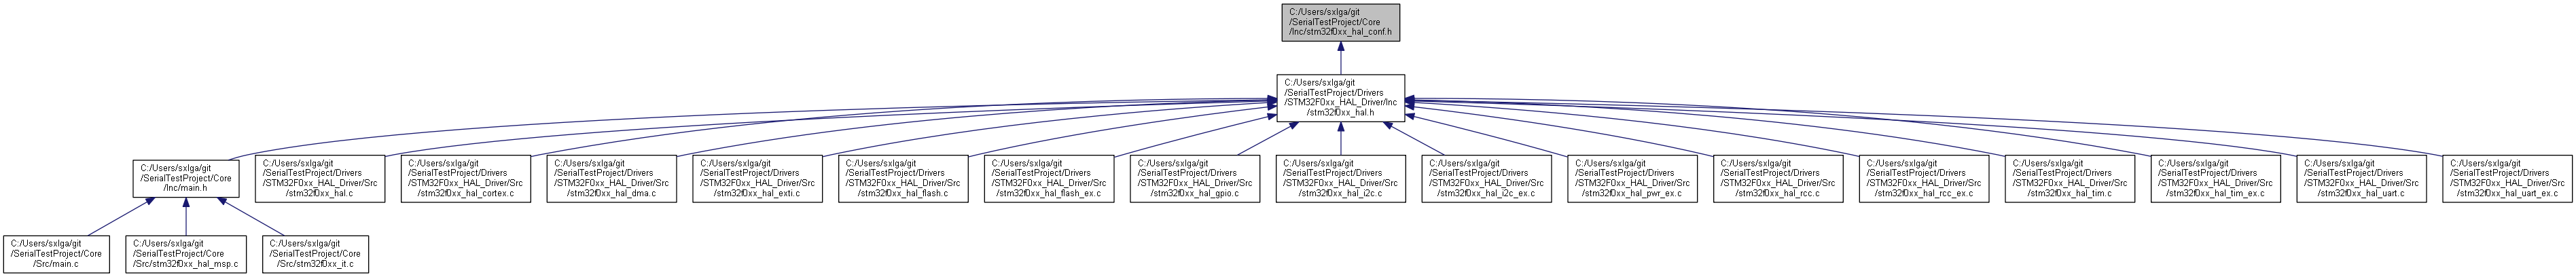 C:/Users/sxlga/git
/SerialTestProject/Core
/Inc/stm32f0xx_hal_conf.h
C:/Users/sxlga/git
/SerialTestProject/Drivers
/STM32F0xx_HAL_Driver/Inc
/stm32f0xx_hal.h
C:/Users/sxlga/git
/SerialTestProject/Core
/Inc/main.h
C:/Users/sxlga/git
/SerialTestProject/Drivers
/STM32F0xx_HAL_Driver/Src
/stm32f0xx_hal.c
C:/Users/sxlga/git
/SerialTestProject/Drivers
/STM32F0xx_HAL_Driver/Src
/stm32f0xx_hal_cortex.c
C:/Users/sxlga/git
/SerialTestProject/Drivers
/STM32F0xx_HAL_Driver/Src
/stm32f0xx_hal_dma.c
C:/Users/sxlga/git
/SerialTestProject/Drivers
/STM32F0xx_HAL_Driver/Src
/stm32f0xx_hal_exti.c
C:/Users/sxlga/git
/SerialTestProject/Drivers
/STM32F0xx_HAL_Driver/Src
/stm32f0xx_hal_flash.c
C:/Users/sxlga/git
/SerialTestProject/Drivers
/STM32F0xx_HAL_Driver/Src
/stm32f0xx_hal_flash_ex.c
C:/Users/sxlga/git
/SerialTestProject/Drivers
/STM32F0xx_HAL_Driver/Src
/stm32f0xx_hal_gpio.c
C:/Users/sxlga/git
/SerialTestProject/Drivers
/STM32F0xx_HAL_Driver/Src
/stm32f0xx_hal_i2c.c
C:/Users/sxlga/git
/SerialTestProject/Drivers
/STM32F0xx_HAL_Driver/Src
/stm32f0xx_hal_i2c_ex.c
C:/Users/sxlga/git
/SerialTestProject/Drivers
/STM32F0xx_HAL_Driver/Src
/stm32f0xx_hal_pwr_ex.c
C:/Users/sxlga/git
/SerialTestProject/Drivers
/STM32F0xx_HAL_Driver/Src
/stm32f0xx_hal_rcc.c
C:/Users/sxlga/git
/SerialTestProject/Drivers
/STM32F0xx_HAL_Driver/Src
/stm32f0xx_hal_rcc_ex.c
C:/Users/sxlga/git
/SerialTestProject/Drivers
/STM32F0xx_HAL_Driver/Src
/stm32f0xx_hal_tim.c
C:/Users/sxlga/git
/SerialTestProject/Drivers
/STM32F0xx_HAL_Driver/Src
/stm32f0xx_hal_tim_ex.c
C:/Users/sxlga/git
/SerialTestProject/Drivers
/STM32F0xx_HAL_Driver/Src
/stm32f0xx_hal_uart.c
C:/Users/sxlga/git
/SerialTestProject/Drivers
/STM32F0xx_HAL_Driver/Src
/stm32f0xx_hal_uart_ex.c
C:/Users/sxlga/git
/SerialTestProject/Core
/Src/main.c
C:/Users/sxlga/git
/SerialTestProject/Core
/Src/stm32f0xx_hal_msp.c
C:/Users/sxlga/git
/SerialTestProject/Core
/Src/stm32f0xx_it.c